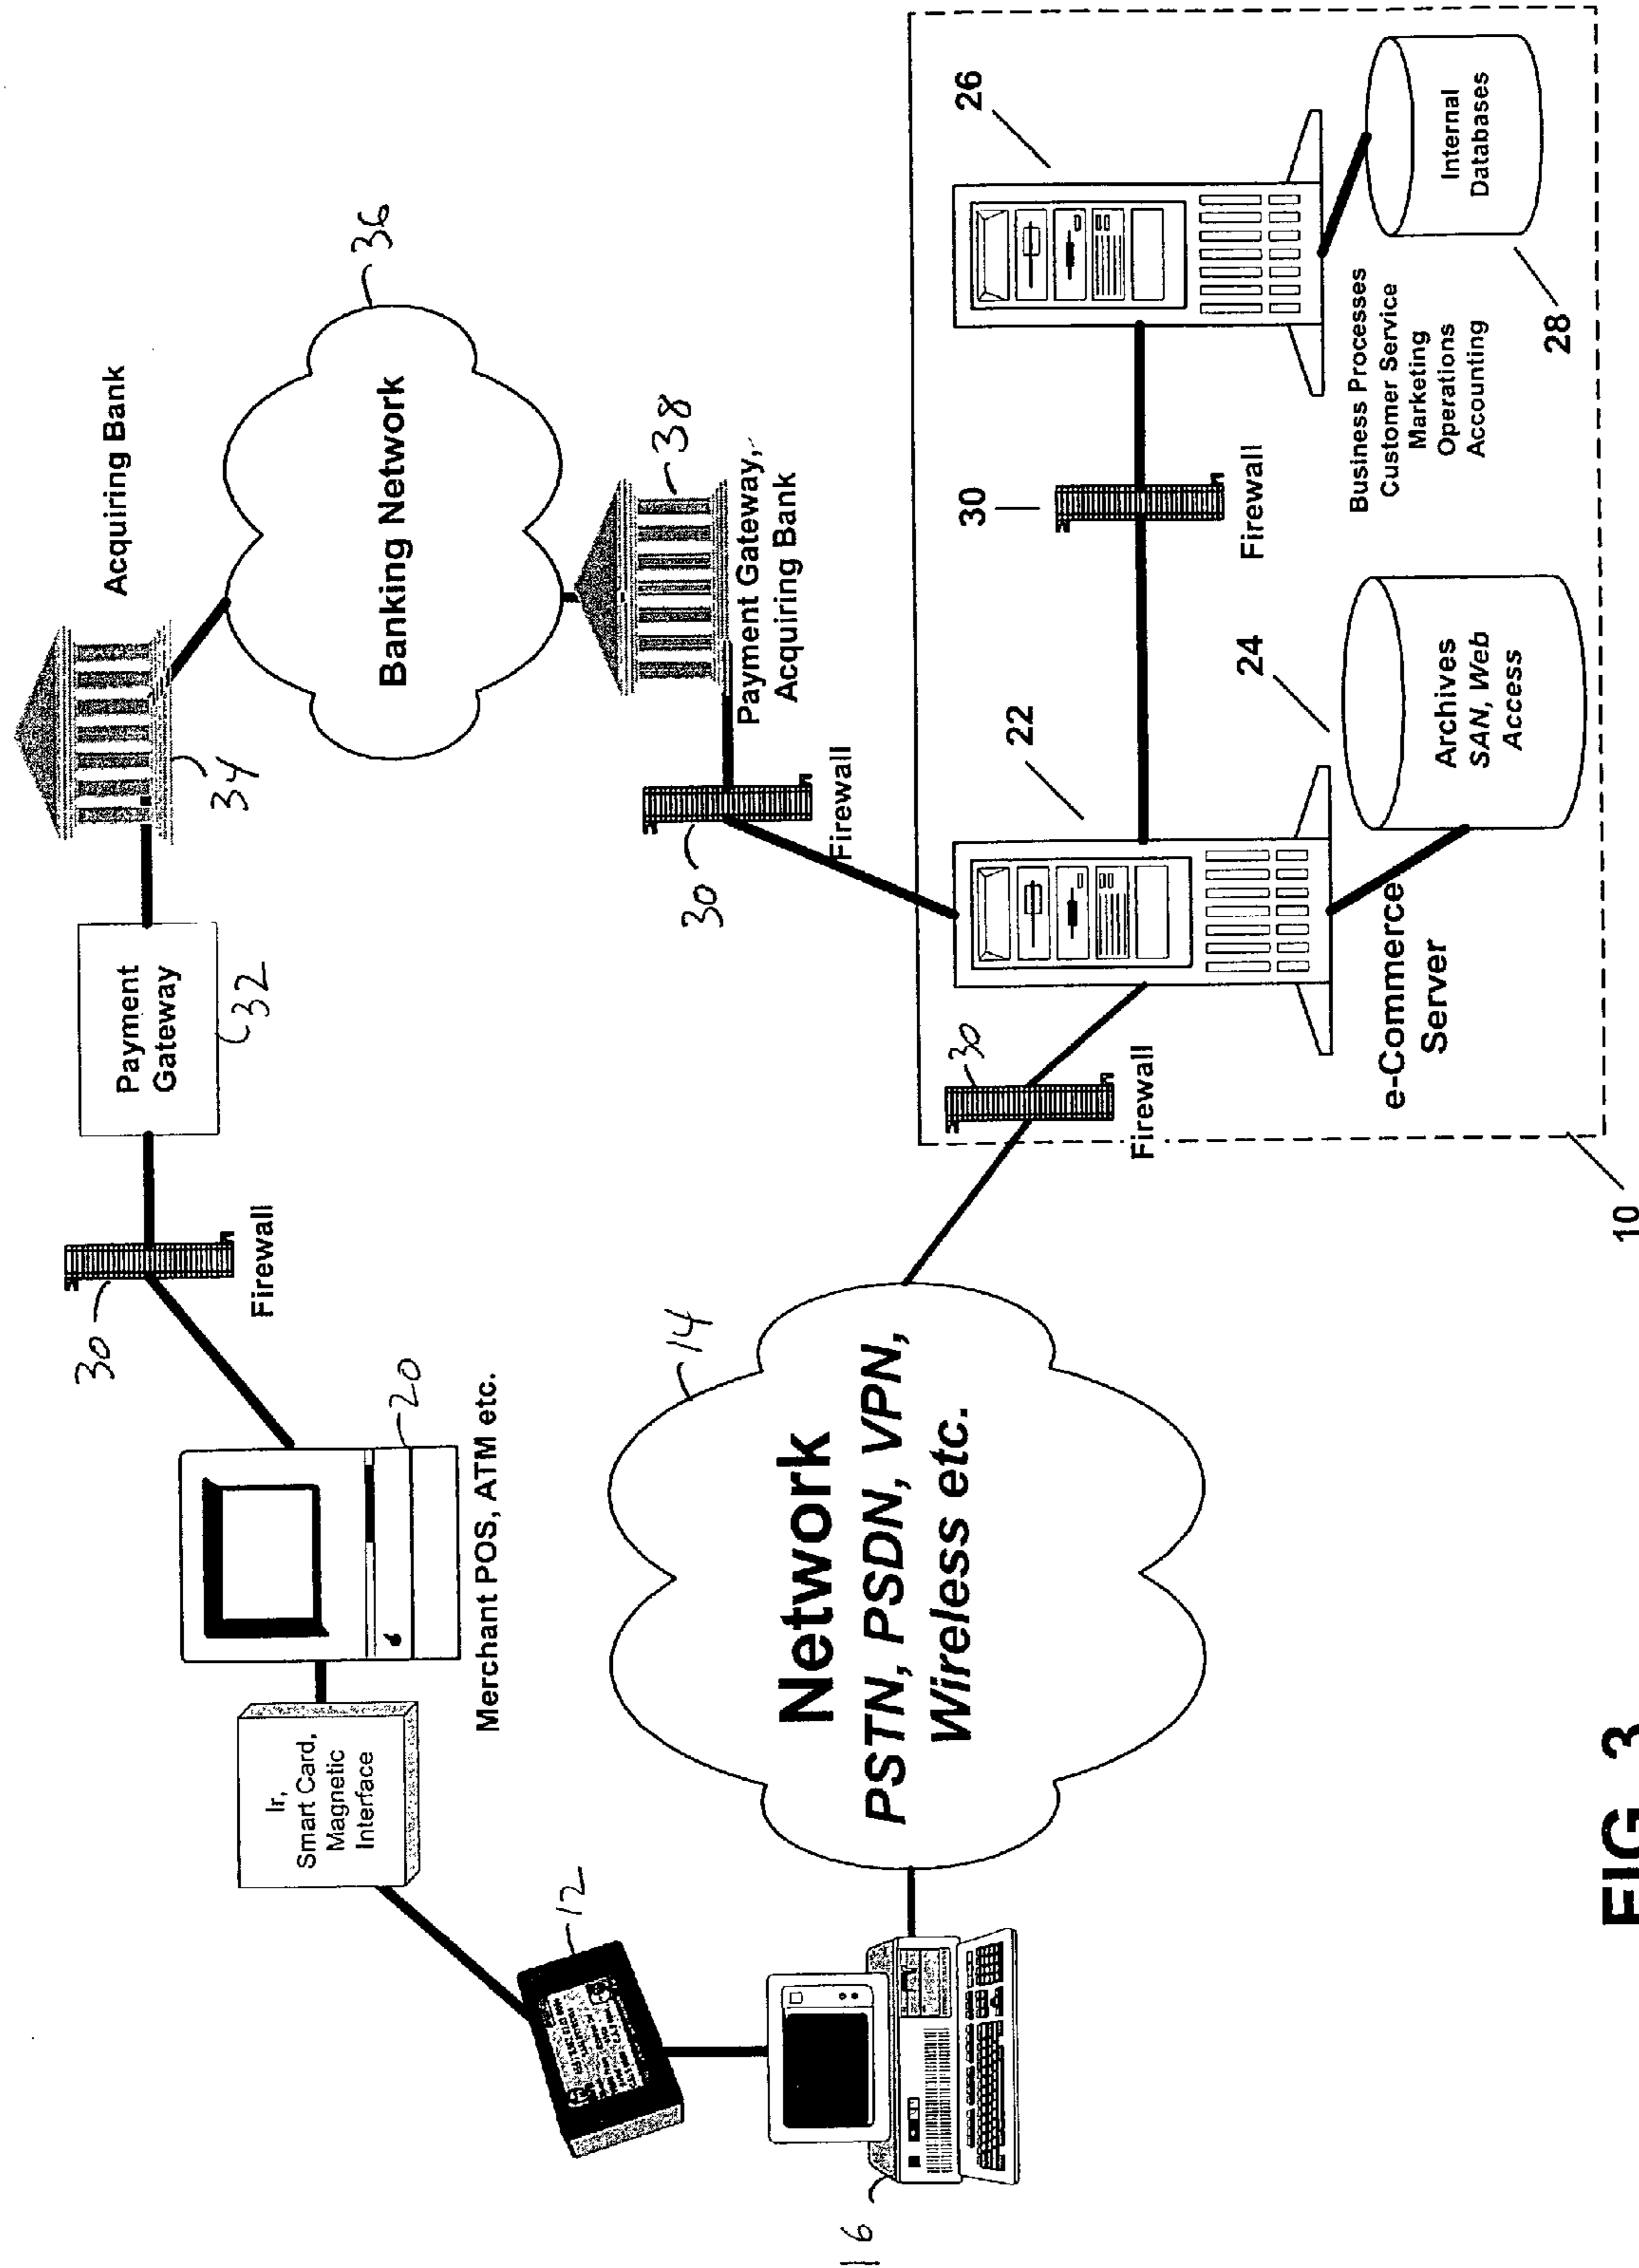 Acquiring Bank
34
36
Banking Network
Payment
Gateway
32
30
Firewall
38
Payment Gateway,
Acquiring Bank
30
Firewall
20
Merchant POS, ATM etc.
Ir,
Smart Card,
Magnetic
Interface
12
16
14
Network
PSTN, PSDN, VPN,
Wireless etc.
30
Firewall
22
e-Commerce
Server
24
Archives
SAN, Web
Access
30
Firewall
26
Business Processes
Customer Service
Marketing
Operations
Accounting
Internal
Databases
28
10
FIG. 3